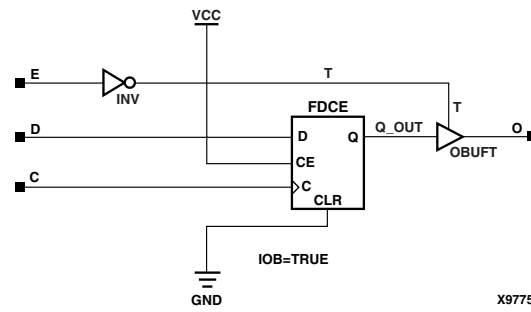 VCC
E
T
INV
FDCE
T
D
D
Q
Q_OUT
O
OBUFT
CE
C
C
CLR
IOB=TRUE
GND
X9775